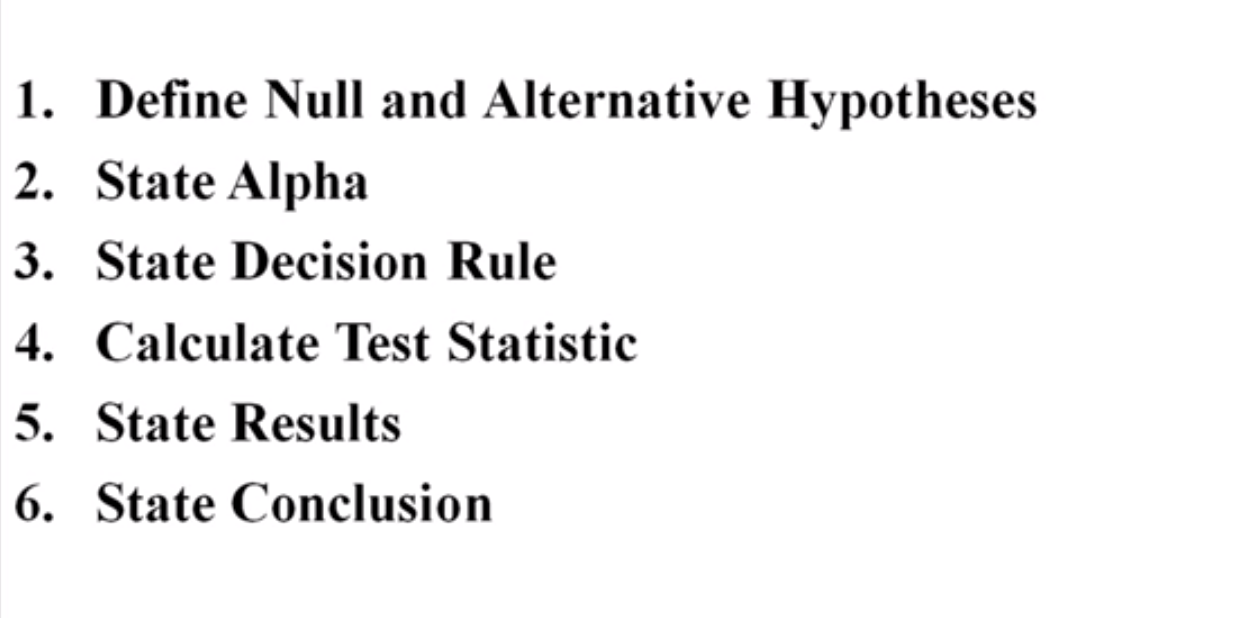 1. Define Null and Alternative Hypotheses
2. State Alpha
3. State Decision Rule
4. Calculate Test Statistic
5. State Results
6. State Conclusion